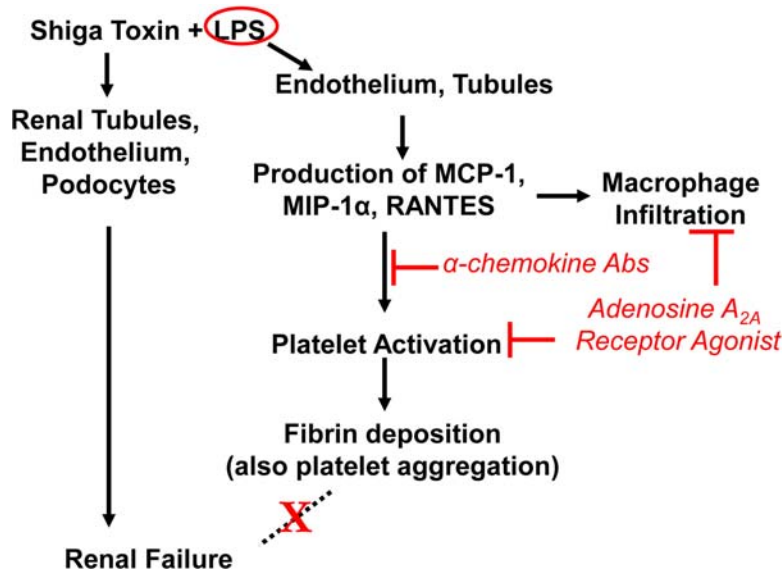 Shiga Toxin + LPS
Endothelium, Tubules
Renal Tubules,
Endothelium,
Podocytes
Production of MCP-1,
MIP-1α, RANTES
Macrophage
Infiltration
α-chemokine Abs
Adenosine A2A
Receptor Agonist
Platelet Activation
Fibrin deposition
(also platelet aggregation)
X
Renal Failure